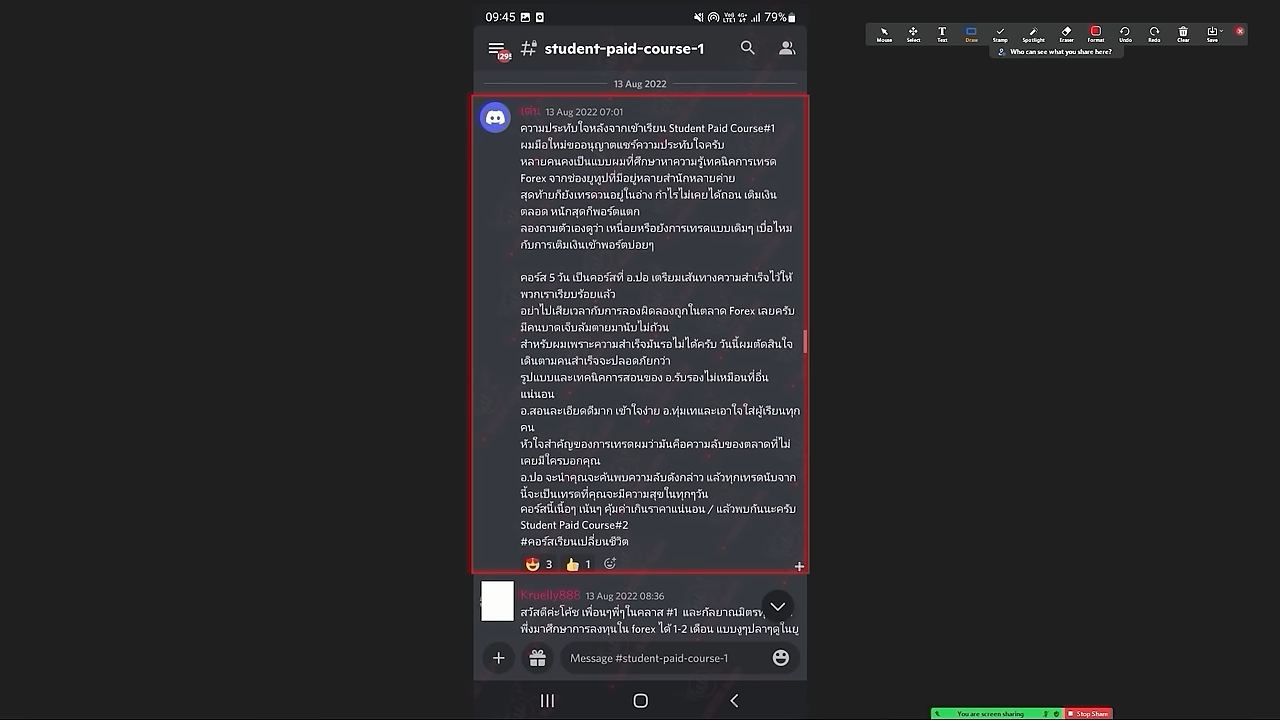 09:45
79%
Mouse Select Text Draw Stamp Spotlight Eraser Format Undo Redo Clear Save
Who can see what you share here?
student-paid-course-1
13 Aug 2022
เต๋น 13 Aug 2022 07:01
ความประทับใจหลังจากเข้าเรียน Student Paid Course#1
ผมมือใหม่ขออนุญาตแชร์ความประทับใจครับ
หลายคนคงเป็นแบบผมที่ศึกษาหาความรู้เทคนิคการเทรด
Forex จากช่องยูทูปที่มีอยู่หลายสำนักหลายค่าย
สุดท้ายก็ยังเทรดวนอยู่ในอ่าง กำไรไม่เคยได้ถอน เติมเงิน
ตลอด หนักสุดก็พอร์ตแตก
ลองถามตัวเองดูว่า เหนื่อยหรือยังการเทรดแบบเดิมๆ เบื่อไหม
กับการเติมเงินเข้าพอร์ตบ่อยๆ
คอร์ส 5 วัน เป็นคอร์สที่ อ.ปอ เตรียมเส้นทางความสำเร็จไว้ให้
พวกเราเรียบร้อยแล้ว
อย่าไปเสียเวลากับการลองผิดลองถูกในตลาด Forex เลยครับ
มีคนบาดเจ็บล้มตายมานับไม่ถ้วน
สำหรับผมเพราะความสำเร็จมันรอไม่ได้ครับ วันนี้ผมตัดสินใจ
เดินตามคนสำเร็จจะปลอดภัยกว่า
รูปแบบและเทคนิคการสอนของ อ.รับรองไม่เหมือนที่อื่น
แน่นอน
อ.สอนละเอียดดีมาก เข้าใจง่าย อ.ทุ่มเทและเอาใจใส่ผู้เรียนทุก
คน
หัวใจสำคัญของการเทรดผมว่ามันคือความลับของตลาดที่ไม่
เคยมีใครบอกคุณ
อ.ปอ จะนำคุณจะค้นพบความลับดังกล่าว แล้วทุกเทรดนับจาก
นี้จะเป็นเทรดที่คุณจะมีความสุขในทุกๆวัน
คอร์สนี้เนื้อๆ เน้นๆ คุ้มค่าเกินราคาแน่นอน / แล้วพบกันนะครับ
Student Paid Course#2
#คอร์สเรียนเปลี่ยนชีวิต
3 1
Kruelly888 13 Aug 2022 08:36
สวัสดีค่ะโค้ช เพื่อนๆพี่ๆในคลาส #1 และกัลยาณมิตร
พึ่งมาศึกษาการลงทุนใน forex ได้ 1-2 เดือน แบบงูๆปลาๆดูในยู
Message #student-paid-course-1
You are screen sharing Stop Share